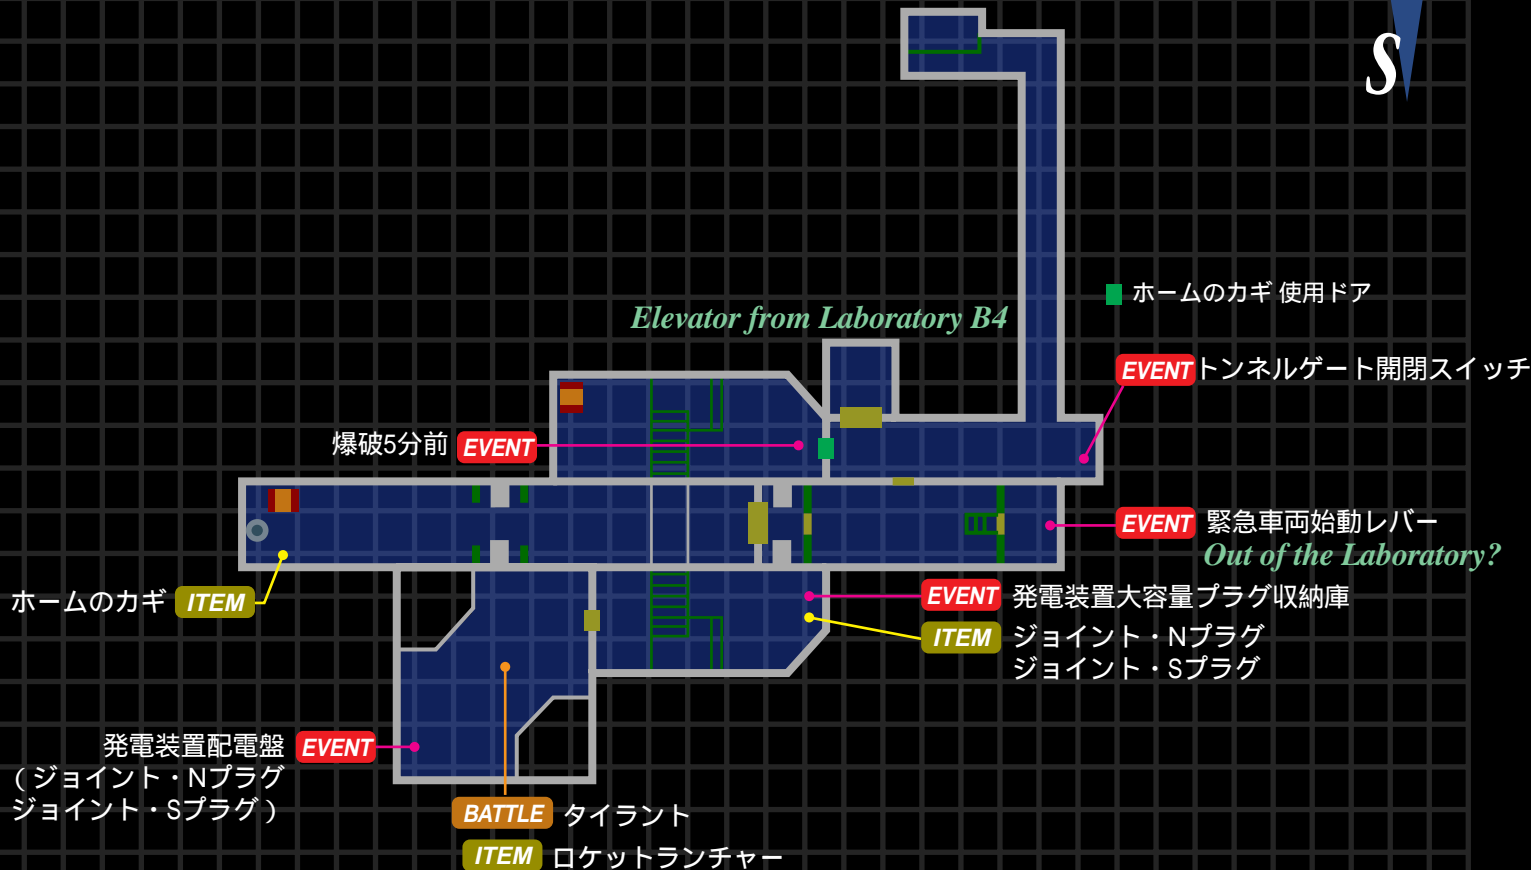 S
Elevator from Laboratory B4
ホームのカギ 使用ドア
EVENT トンネルゲート開閉スイッチ
爆破5分前 EVENT
EVENT 緊急車両始動レバー
Out of the Laboratory?
ホームのカギ ITEM
EVENT 発電装置大容量プラグ収納庫
ITEM ジョイント・Nプラグ
ジョイント・Sプラグ
発電装置配電盤 EVENT
(ジョイント・Nプラグ
ジョイント・Sプラグ)
BATTLE タイラント
ITEM ロケットランチャー